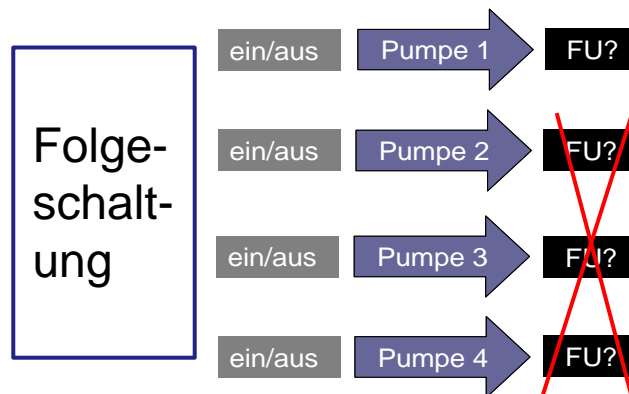 ein/aus Pumpe 1 FU?
Folge-
schalt-
ung
ein/aus Pumpe 2 FU?
ein/aus Pumpe 3 FU?
ein/aus Pumpe 4 FU?